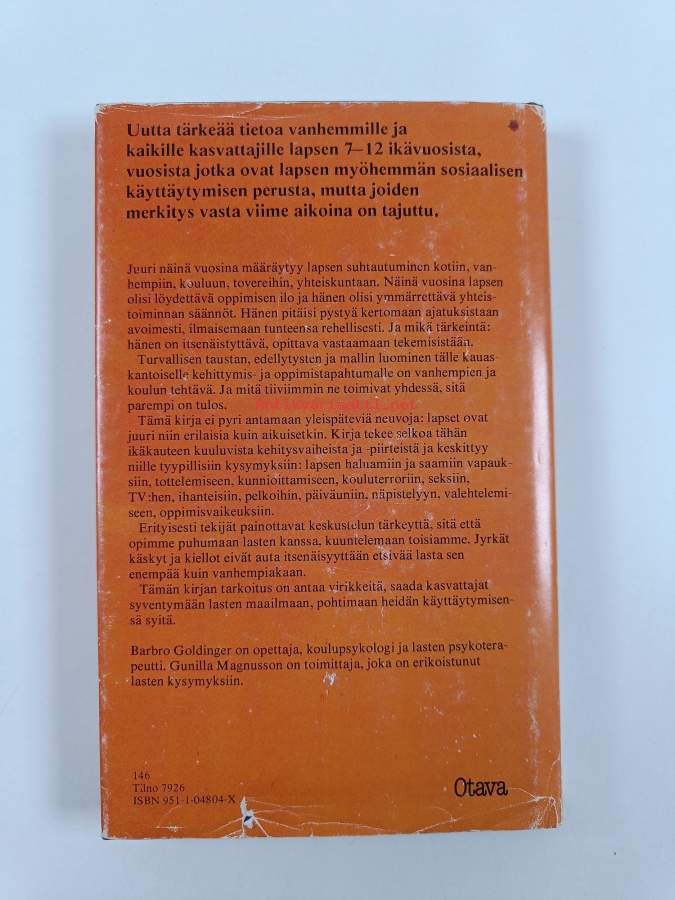 Uutta tärkeää tietoa vanhemmille ja
kaikille kasvattajille lapsen 7—12 ikävuosista,
vuosista jotka ovat lapsen myöhemmän sosiaalisen
käyttäytymisen perusta, mutta joiden
merkitys vasta viime aikoina on tajuttu.
Juuri näinä vuosina määräytyy lapsen suhtautuminen kotiin, van-
hempiin, kouluun, tovereihin, yhteiskuntaan. Näinä vuosina lapsen
olisi löydettävä oppimisen ilo ja hänen olisi ymmärrettävä yhteis-
toiminnan säännöt. Hänen pitäisi pystyä kertomaan ajatuksistaan
avoimesti, ilmaisemaan tunteensa rehellisesti. Ja mikä tärkeintä:
hänen on itsenäistyttävä, opittava vastaamaan tekemisistään.
Turvallisen taustan, edellytysten ja mallin luominen tälle kauas-
kantoiselle kehittymis- ja oppimistapahtumalle on vanhempien ja
koulun tehtävä. Ja mitä tiiviimmin ne toimivat yhdessä, sitä
parempi on tulos.
Antikvariaatti.net
Tämä kirja ei pyri antamaan yleispäteviä neuvoja: lapset ovat
juuri niin erilaisia kuin aikuisetkin. Kirja tekee selkoa tähän
ikäkauteen kuuluvista kehitysvaiheista ja -piirteistä ja keskittyy
niille tyypillisiin kysymyksiin: lapsen haluamiin ja saamiin vapauk-
siin, tottelemiseen, kunnioittamiseen, kouluterroriin, seksiin,
TV:hen, ihanteisiin, pelkoihin, päiväuniin, näpistelyyn, valehtelemi-
seen, oppimisvaikeuksiin.
Erityisesti tekijät painottavat keskustelun tärkeyttä, sitä että
opimme puhumaan lasten kanssa, kuuntelemaan toisiamme. Jyrkät
käskyt ja kiellot eivät auta itsenäisyyttään etsivää lasta sen
enempää kuin vanhempiakaan.
Tämän kirjan tarkoitus on antaa virikkeitä, saada kasvattajat
syventymään lasten maailmaan, pohtimaan heidän käyttäytymisen-
sä syitä.
Barbro Goldinger on opettaja, koulupsykologi ja lasten psykotera-
peutti. Gunilla Magnusson on toimittaja, joka on erikoistunut
lasten kysymyksiin.
146
Tilno 7926
ISBN 951-1-04804-X
Otava